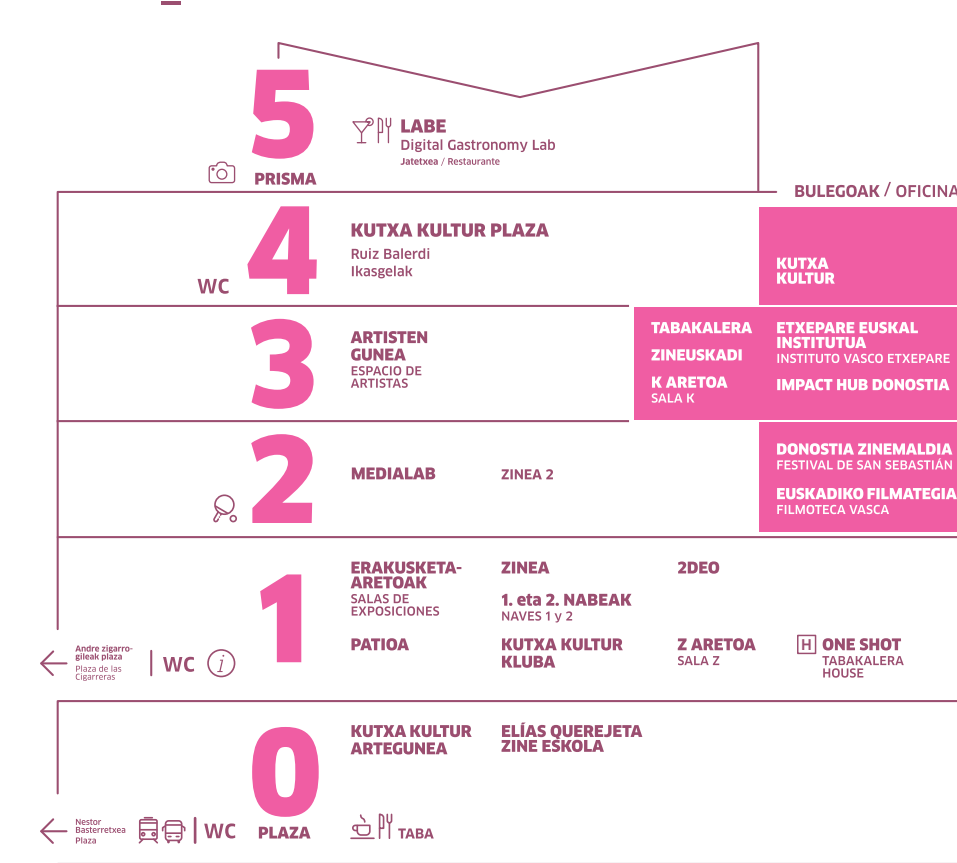 5
PRISMA
LABE
Digital Gastronomy Lab
Jatetxea / Restaurante
BULEGOAK / OFICINA
4
WC
KUTXA KULTUR PLAZA
Ruiz Balerdi
Ikasgelak
KUTXA
KULTUR
3
ARTISTEN
GUNEA
ESPACIO DE
ARTISTAS
TABAKALERA
ZINEUSKADI
K ARETOA
SALA K
ETXEPARE EUSKAL
INSTITUTUA
INSTITUTO VASCO ETXEPARE
IMPACT HUB DONOSTIA
2
MEDIALAB
ZINEA 2
DONOSTIA ZINEMALDIA
FESTIVAL DE SAN SEBASTIÁN
EUSKADIKO FILMATEGIA
FILMOTECA VASCA
1
ERAKUSKETA-
ARETOAK
SALAS DE
EXPOSICIONES
ZINEA
2DEO
1. eta 2. NABEAK
NAVES 1 y 2
PATIOA
KUTXA KULTUR
KLUBA
Z ARETOA
SALA Z
H ONE SHOT
TABAKALERA
HOUSE
Andre zigarro-
gileak plaza
Plaza de las
Cigarreras
WC i
0
PLAZA
KUTXA KULTUR
ARTEGUNEA
ELÍAS QUEREJETA
ZINE ESKOLA
Nestor
Basterretxea
Plaza
WC
TABA